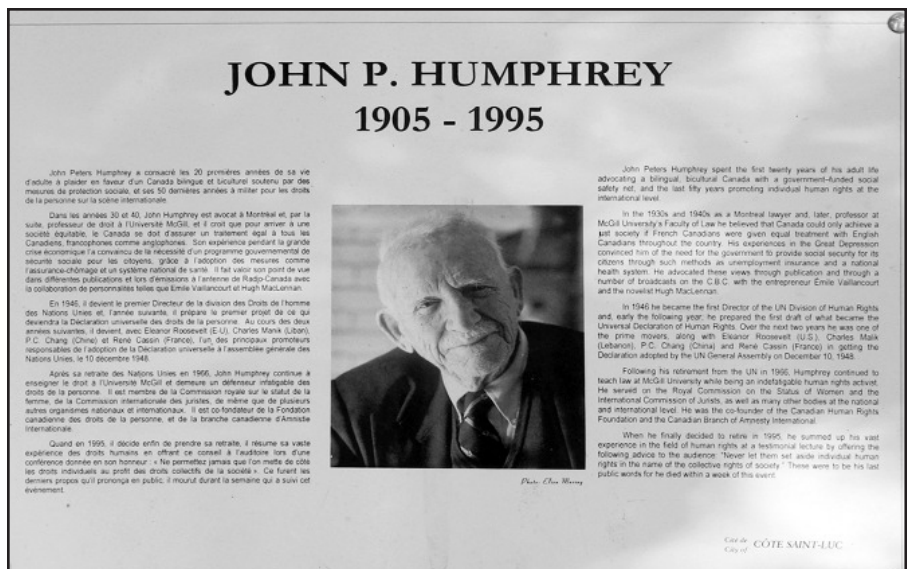 JOHN P. HUMPHREY
1905 - 1995
John Peters Humphrey a consacré les 20 premières années de sa vie
d'adulte à plaider en faveur d'un Canada bilingue et biculturel soutenu par des
mesures de protection sociale, et ses 50 dernières années à militer pour les droits
de la personne sur la scène internationale.
Dans les années 30 et 40, John Humphrey est avocat à Montréal et, par la
suite, professeur de droit à l'Université McGill, et il croit que pour arriver à une
société équitable, le Canada se doit d'assurer un traitement égal à tous les
Canadiens, francophones comme anglophones. Son expérience pendant la grande
crise économique l'a convaincu de la nécessité d'un programme gouvernemental de
sécurité sociale pour les citoyens, grâce à l'adoption des mesures comme
l'assurance-chômage et un système national de santé. Il fait valoir son point de vue
dans différentes publications et lors d'émissions à l'antenne de Radio-Canada avec
la collaboration de personnalités telles que Émile Vaillancourt et Hugh MacLennan.
En 1946, il devient le premier Directeur de la division des Droits de l'homme
des Nations Unies et, l'année suivante, il prépare le premier projet de ce qui
deviendra la Déclaration universelle des droits de la personne. Au cours des deux
années suivantes, il devient, avec Eleanor Roosevelt (E-U), Charles Manik (Liban),
P.C. Chang (Chine) et René Cassin (France), l'un des principaux promoteurs
responsables de l'adoption de la Déclaration universelle à l'assemblée générale des
Nations Unies, le 10 décembre 1948.
Après sa retraite des Nations Unies en 1966, John Humphrey continue à
enseigner le droit à l'Université McGill et demeure un défenseur infatigable des
droits de la personne. Il est membre de la Commission royale sur le statut de la
femme, de la Commission internationale des juristes, de même que de plusieurs
autres organismes nationaux et internationaux. Il est co-fondateur de la Fondation
canadienne des droits de la personne, et de la branche canadienne d'Amnistie
Internationale.
Quand en 1995, il décide enfin de prendre sa retraite, il résume sa vaste
expérience des droits humains en offrant ce conseil à l'auditoire lors d'une
conférence donnée en son honneur : « Ne permettez jamais que l'on mette de côté
les droits individuels au profit des droits collectifs de la société ». Ce furent les
derniers propos qu'il prononça en public, il mourut durant la semaine qui a suivi cet
événement.
Photo: Elisa Murray
John Peters Humphrey spent the first twenty years of his adult life
advocating a bilingual, bicultural Canada with a government-funded social
safety net, and the last fifty years promoting individual human rights at the
international level.
In the 1930s and 1940s as a Montreal lawyer and, later, professor at
McGill University's Faculty of Law he believed that Canada could only achieve a
just society if French Canadians were given equal treatment with English
Canadians throughout the country. His experiences in the Great Depression
convinced him of the need for the government to provide social security for its
citizens through such methods as unemployment insurance and a national
health system. He advocated these views through publication and through a
number of broadcasts on the C.B.C. with the entrepreneur Émile Vaillancourt
and the novelist Hugh MacLennan.
In 1946 he became the first Director of the UN Division of Human Rights
and, early the following year, he prepared the first draft of what became the
Universal Declaration of Human Rights. Over the next two years he was one of
the prime movers, along with Eleanor Roosevelt (U.S.), Charles Malik
(Lebanon), P.C. Chang (China) and René Cassin (France) in getting the
Declaration adopted by the UN General Assembly on December 10, 1948.
Following his retirement from the UN in 1966, Humphrey continued to
teach law at McGill University while being an indefatigable human rights activist.
He served on the Royal Commission on the Status of Women and the
International Commission of Jurists, as well as many other bodies at the national
and international level. He was the co-founder of the Canadian Human Rights
Foundation and the Canadian Branch of Amnesty International.
When he finally decided to retire in 1995, he summed up his vast
experience in the field of human rights at a testimonial lecture by offering the
following advice to the audience: "Never let them set aside individual human
rights in the name of the collective rights of society." These were to be his last
public words for he died within a week of this event.
Cité de
City of
CÔTE SAINT-LUC